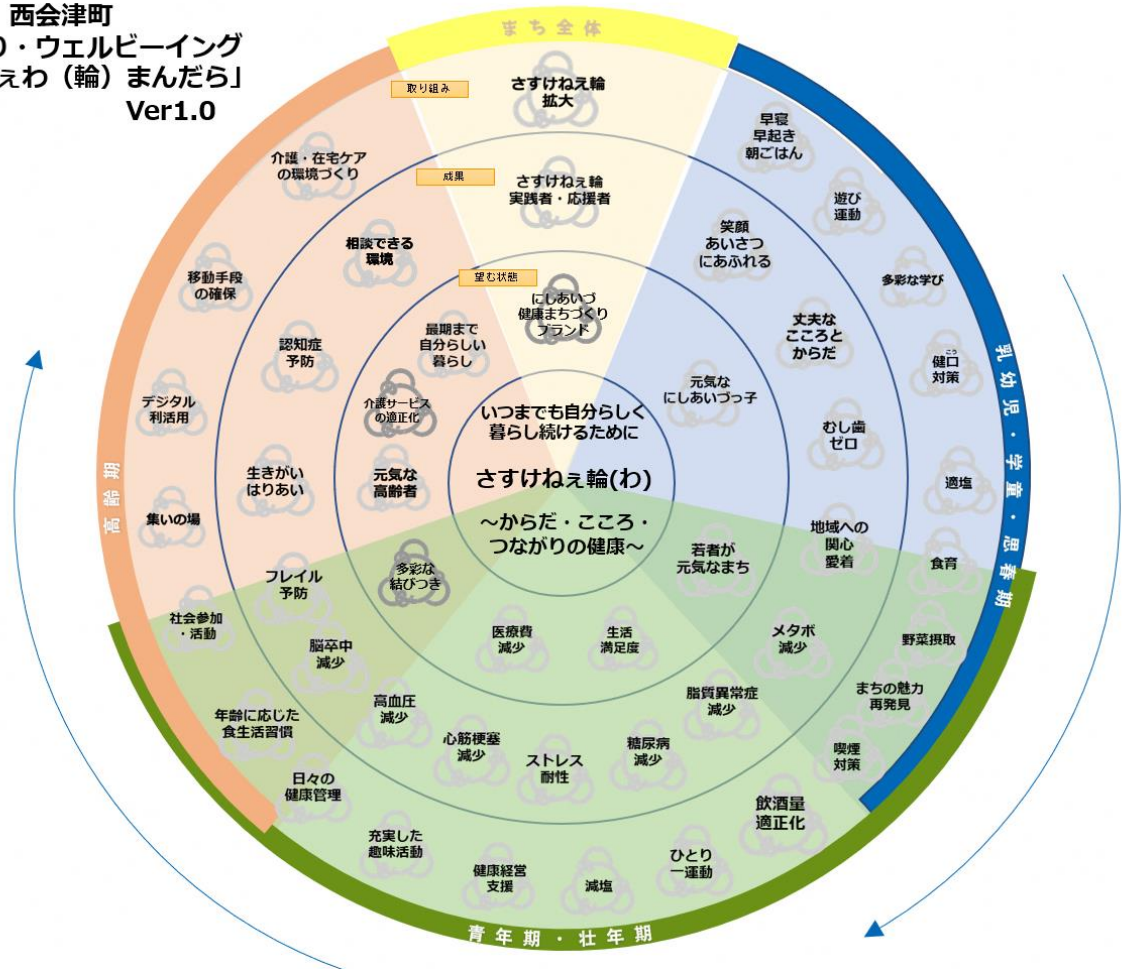 西会津町
り・ウェルビーイング
ぇわ（輪）まんだら」
Ver1.0
まち全体
取り組み
さすけねえ輪
拡大
成果
さすけねぇ輪
実践者・応援者
望む状態
にしあいづ
健康まちづくり
ブランド
乳幼児・学童・思春期
早寝
早起き
朝ごはん
遊び
運動
多彩な学び
こう
健口
対策
適塩
食育
野菜摂取
まちの魅力
再発見
喫煙
対策
笑顔
あいさつ
にあふれる
丈夫な
こころと
からだ
むし歯
ゼロ
地域への
関心
愛着
メタボ
減少
元気な
にしあいづっ子
若者が
元気なまち
青年期・壮年期
飲酒量
適正化
ひとり
一運動
減塩
健康経営
支援
充実した
趣味活動
日々の
健康管理
年齢に応じた
食生活習慣
社会参加
・活動
脂質異常症
減少
糖尿病
減少
ストレス
耐性
心筋梗塞
減少
高血圧
減少
脳卒中
減少
フレイル
予防
生活
満足度
医療費
減少
多彩な
結びつき
高齢期
集いの場
デジタル
利活用
移動手段
の確保
介護・在宅ケア
の環境づくり
生きがい
はりあい
認知症
予防
相談できる
環境
元気な
高齢者
介護サービス
の適正化
最期まで
自分らしい
暮らし
いつまでも自分らしく
暮らし続けるために
さすけねぇ輪(わ)
～からだ・こころ・
つながりの健康～